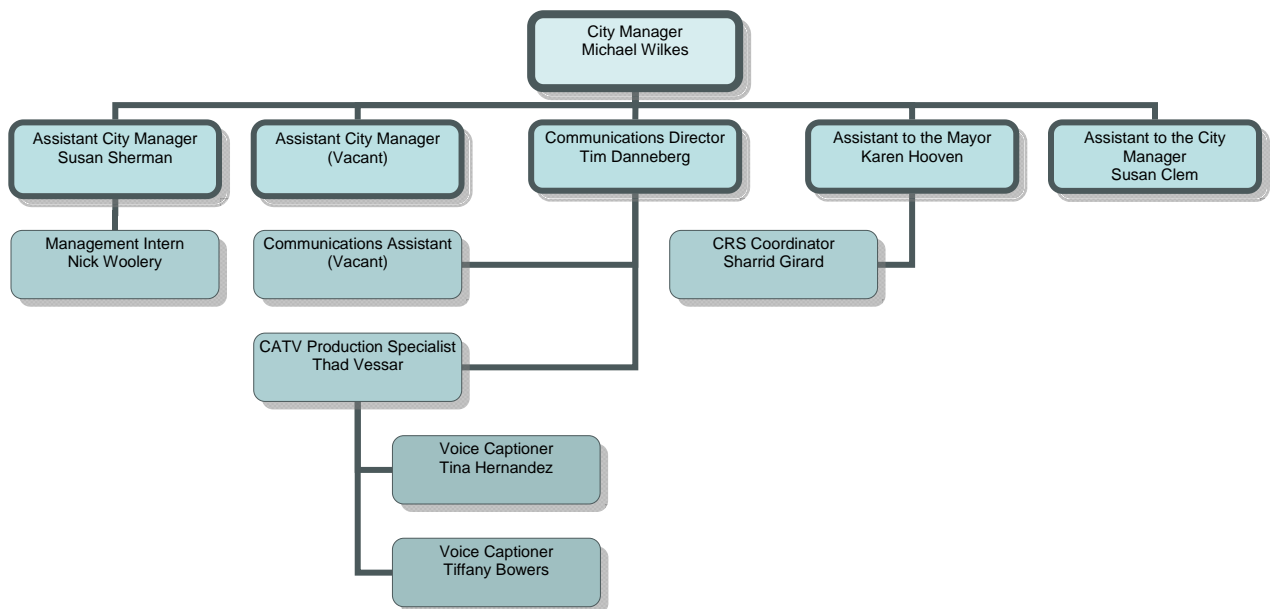 City Manager
Michael Wilkes
Assistant City Manager
Susan Sherman
Assistant City Manager
(Vacant)
Communications Director
Tim Danneberg
Assistant to the Mayor
Karen Hooven
Assistant to the City
Manager
Susan Clem
Management Intern
Nick Woolery
Communications Assistant
(Vacant)
CRS Coordinator
Sharrid Girard
CATV Production Specialist
Thad Vessar
Voice Captioner
Tina Hernandez
Voice Captioner
Tiffany Bowers